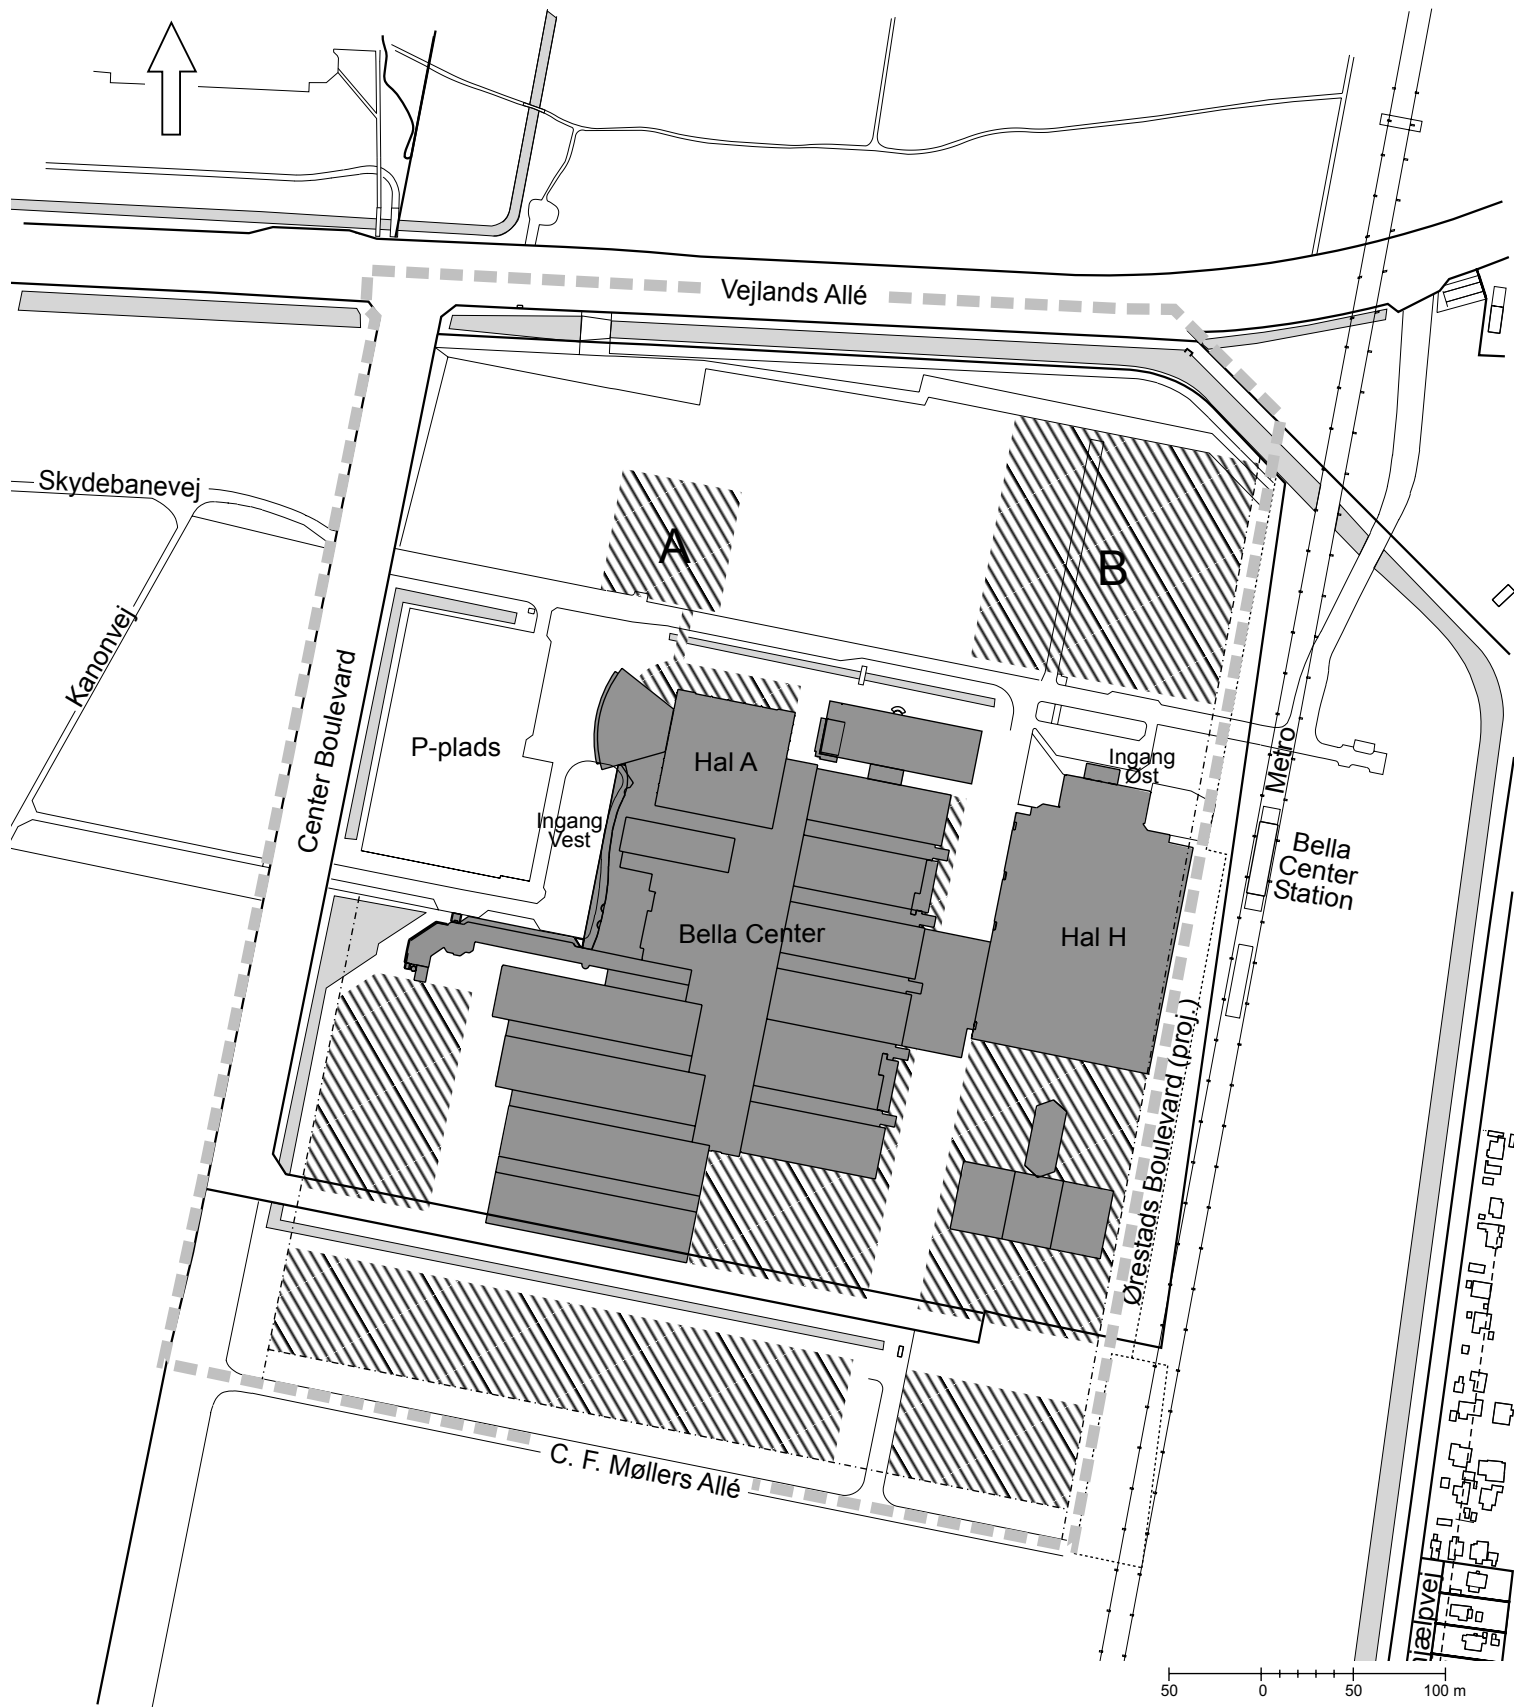 Vejlands Allé
Skydebanevej
A
B
Kanonvej
Center Boulevard
P-plads
Hal A
Ingang
Øst
Metro
Ingang
Vest
Bella
Center
Station
Bella Center
Hal H
Ørestads Boulevard (proj.)
C. F. Møllers Allé
jælpvej
50 0 50 100 m